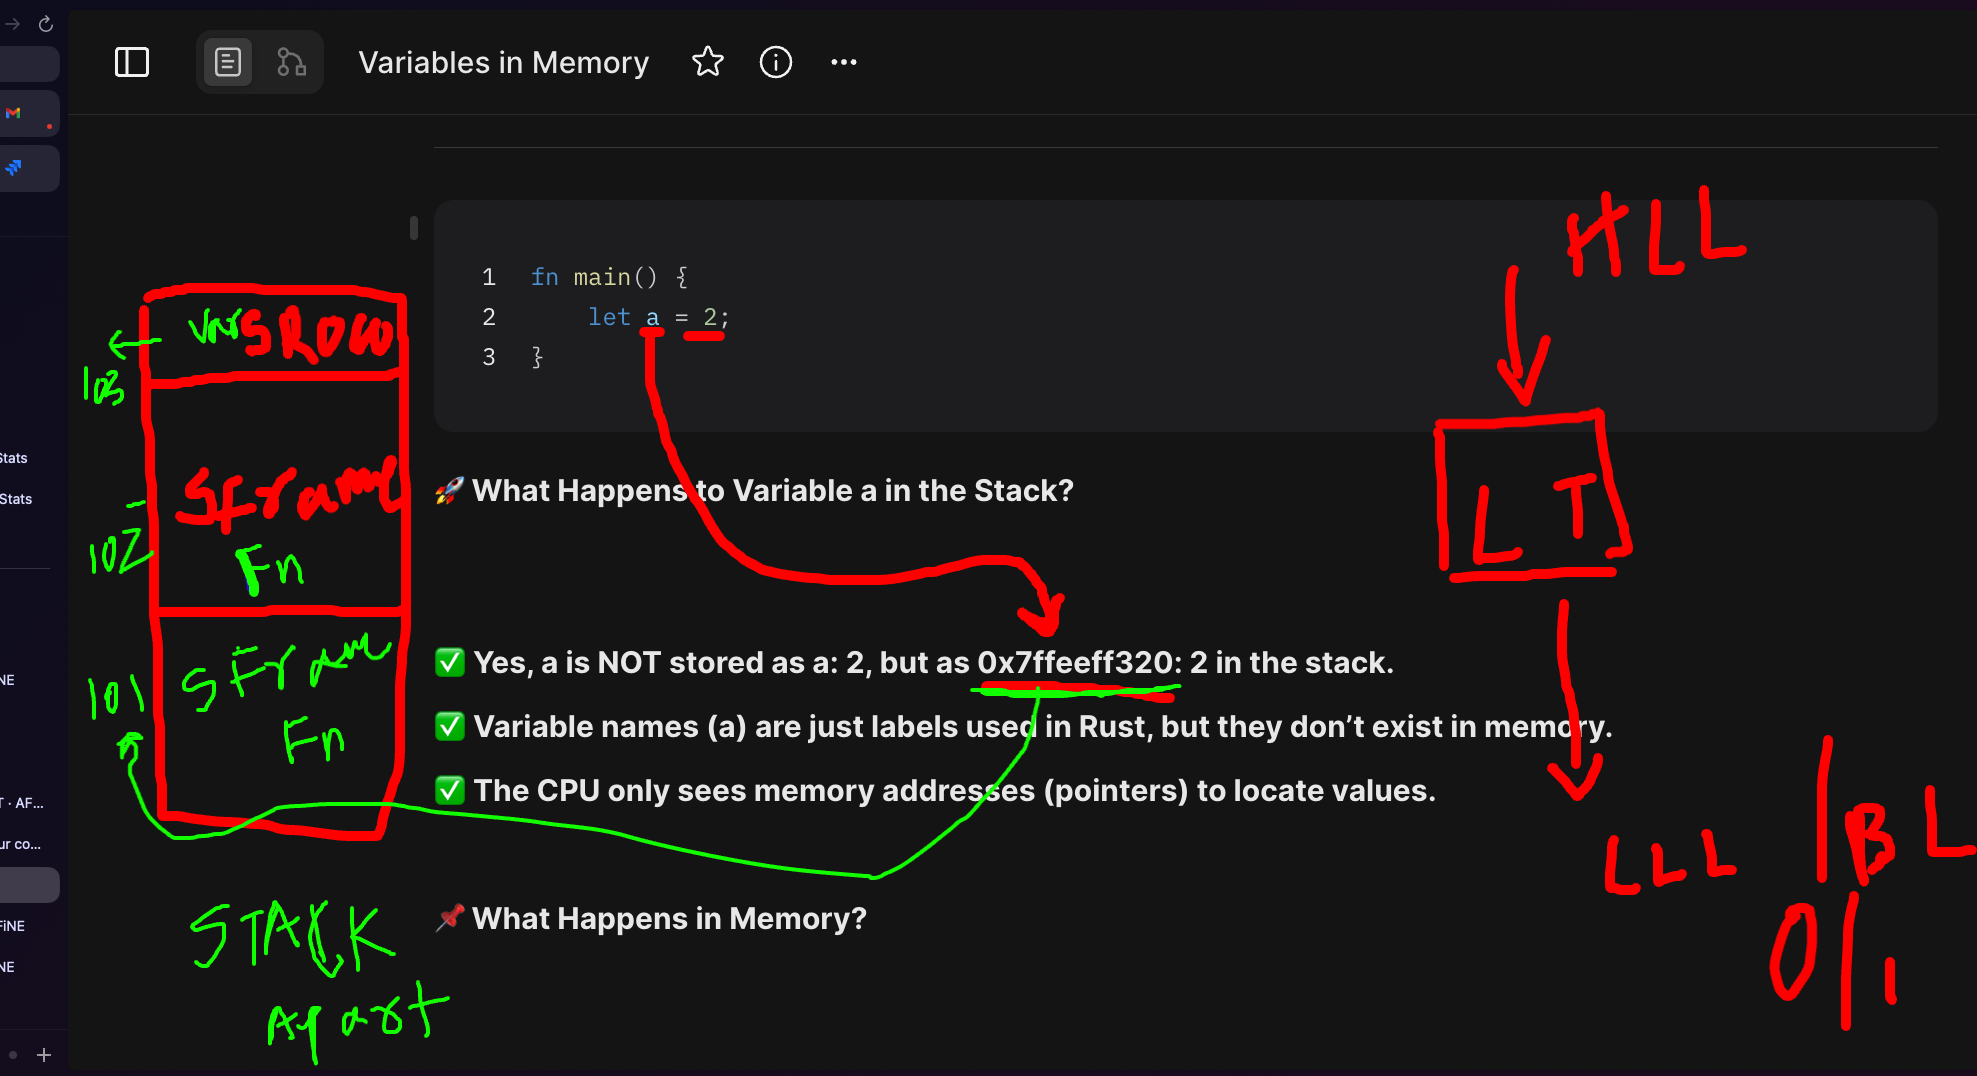 Variables in Memory
1 fn main() {
2 let a = 2;
3 }
🚀 What Happens to Variable a in the Stack?
✅ Yes, a is NOT stored as a: 2, but as 0x7ffeeff320: 2 in the stack.
✅ Variable names (a) are just labels used in Rust, but they don’t exist in memory.
✅ The CPU only sees memory addresses (pointers) to locate values.
📌 What Happens in Memory?
Stats
Stats
NE
T · AF...
ur co...
FiNE
NE
var SROOO
103
SFrame
Fn
102
SFram
Fn
101
STACK
Apart
HLL
LT
LLL
BL
0/1